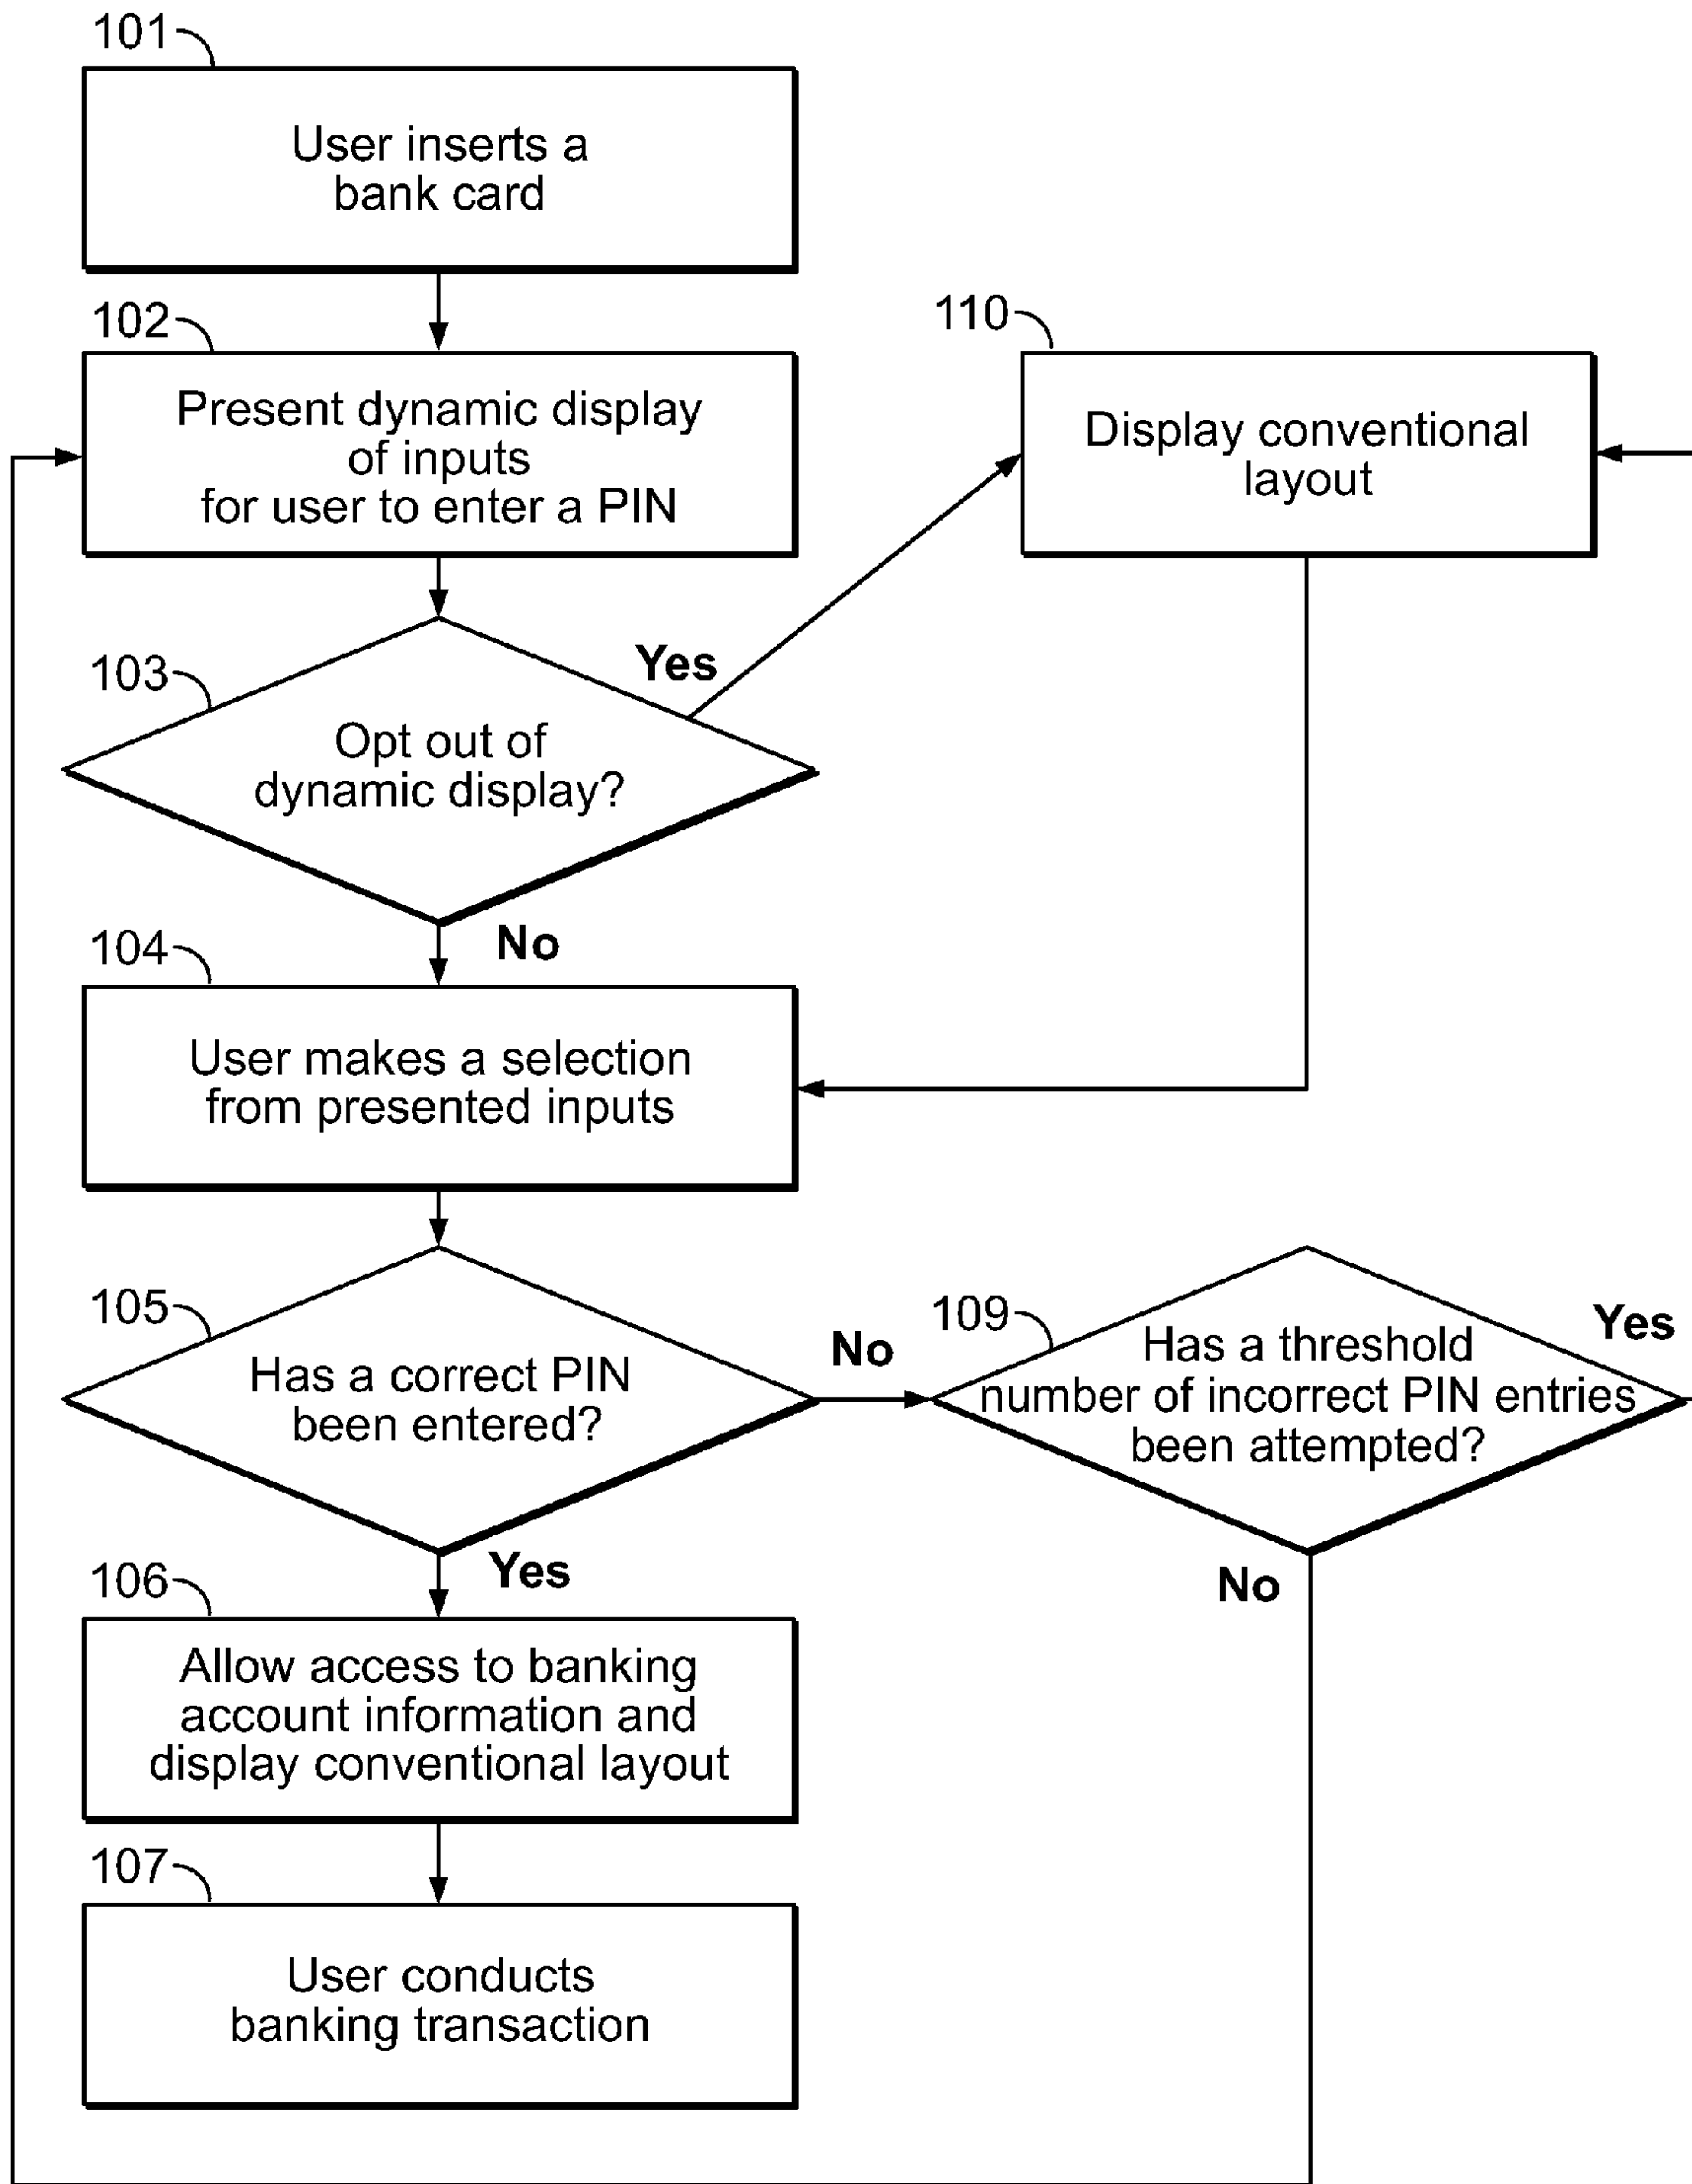 101
User inserts a
bank card
102
Present dynamic display
of inputs
for user to enter a PIN
110
Display conventional
layout
103
Yes
Opt out of
dynamic display?
No
104
User makes a selection
from presented inputs
105
Has a correct PIN
been entered?
No
109
Has a threshold
number of incorrect PIN entries
been attempted?
Yes
Yes
No
106
Allow access to banking
account information and
display conventional layout
107
User conducts
banking transaction